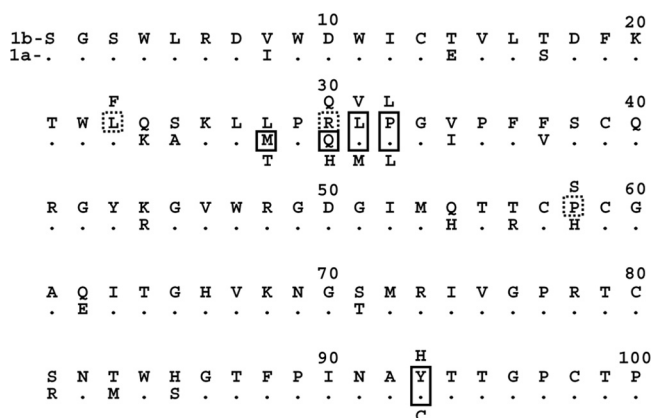 10 20
1b- S G S W L R D V W D W I C T V L T D F K
1a- . . . . . . . I . . . . . E . . S . . .
30 40
F Q V L
T W L Q S K L L P R L P G V P F F S C Q
. . . K A . . M . Q . . . I . . V . . .
T H M L
50 60
S
R G Y K G V W R G D G I M Q T T C P C G
. . . R . . . . . . . . . H . R . H . .
70 80
A Q I T G H V K N G S M R I V G P R T C
. E . . . . . . . . T . . . . . . . . .
90 100
H
S N T W H G T F P I N A Y T T G P C T P
R . M . S . . . . . . . . . . . . . . .
C